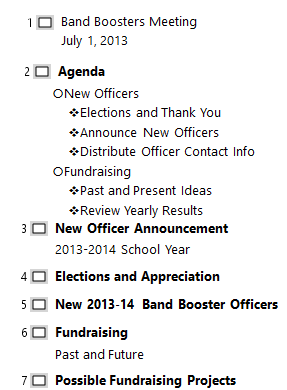 1 Band Boosters Meeting
July 1, 2013
2 Agenda
New Officers
❖Elections and Thank You
❖Announce New Officers
❖Distribute Officer Contact Info
Fundraising
❖Past and Present Ideas
❖Review Yearly Results
3 New Officer Announcement
2013-2014 School Year
4 Elections and Appreciation
5 New 2013-14 Band Booster Officers
6 Fundraising
Past and Future
7 Possible Fundraising Projects